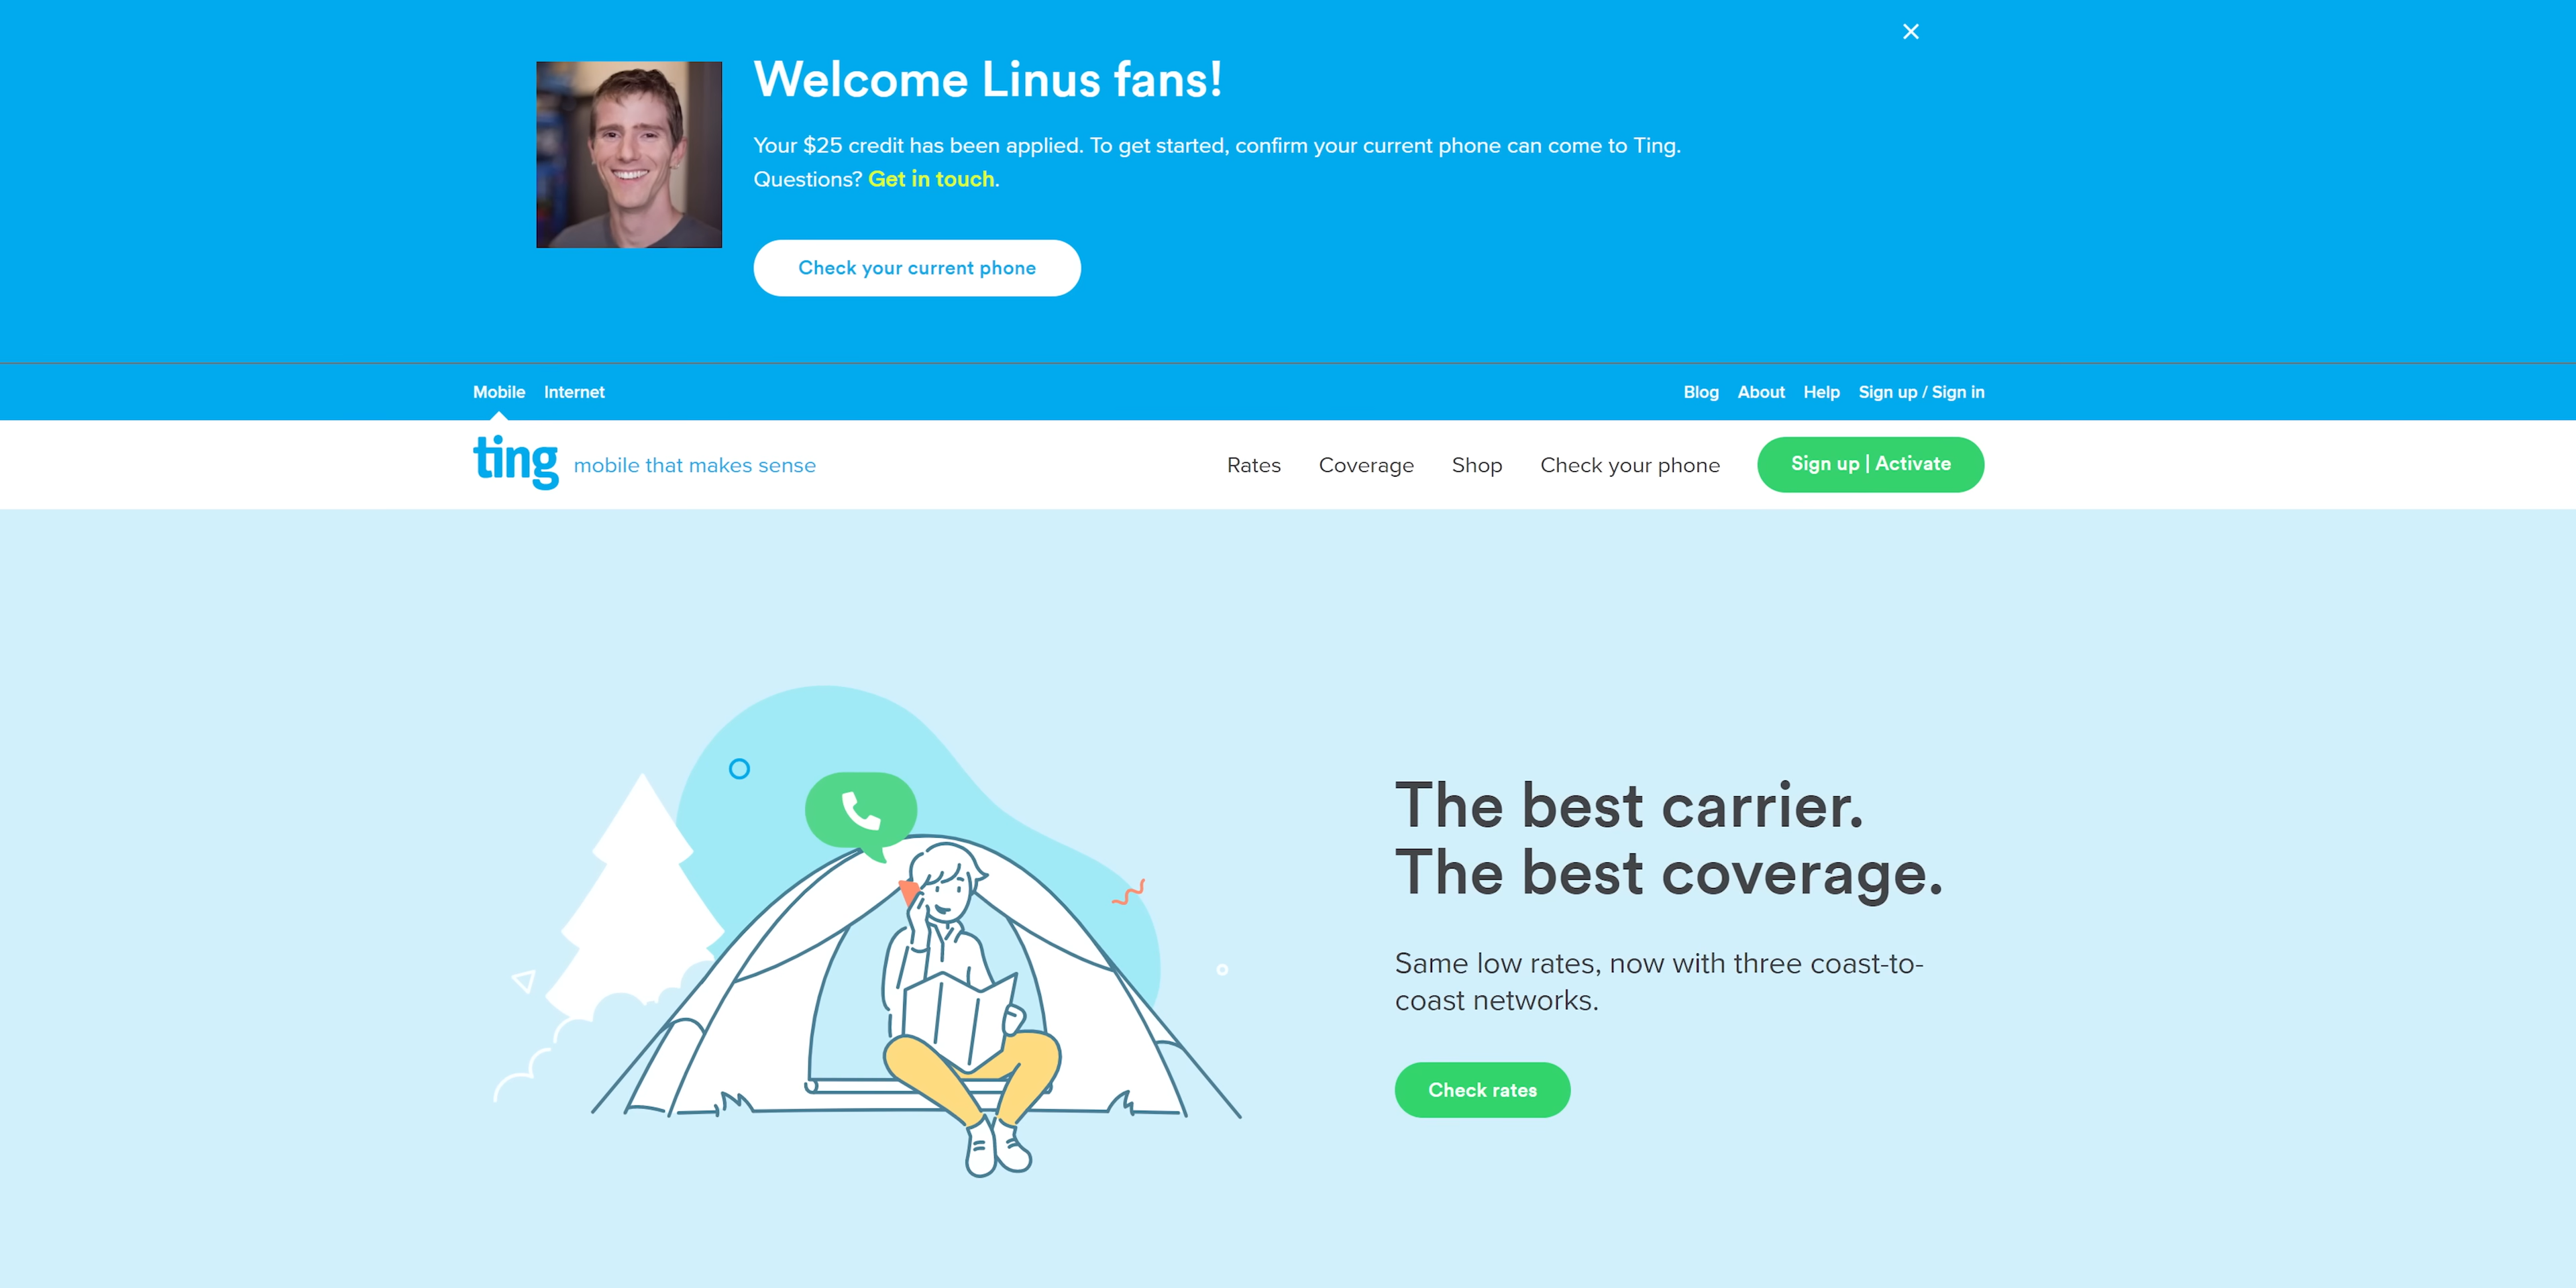 Welcome Linus fans!
Your $25 credit has been applied. To get started, confirm your current phone can come to Ting.
Questions? Get in touch.
Check your current phone
Mobile Internet
Blog About Help Sign up / Sign in
ting mobile that makes sense
Rates Coverage Shop Check your phone Sign up | Activate
The best carrier.
The best coverage.
Same low rates, now with three coast-to-
coast networks.
Check rates